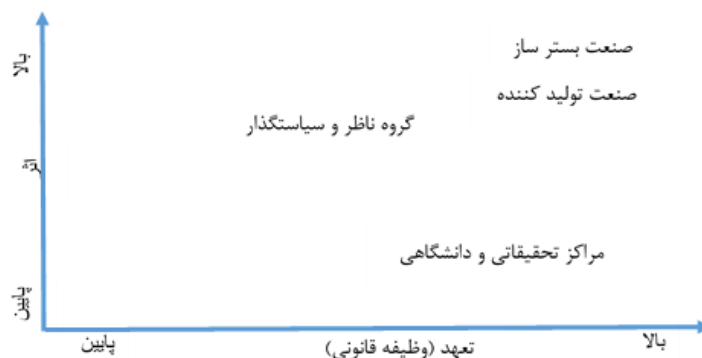 بالا
صنعت بستر ساز
صنعت تولید کننده
گروه ناظر و سیاستگذار
اثر
مراکز تحقیقاتی و دانشگاهی
پایین
پایین
تعهد (وظیفه قانونی)
بالا